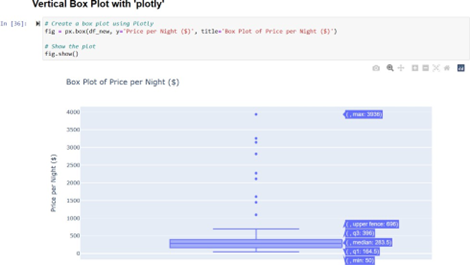 Vertical Box Plot with 'plotly'
In [36]:
# Create a box plot using Plotly
fig = px.box(df_new, y='Price per Night ($)', title='Box Plot of Price per Night ($)')
# Show the plot
fig.show()
Box Plot of Price per Night ($)
Price per Night ($)
4000
3500
3000
2500
2000
1500
1000
500
0
(, max: 3936)
(, upper fence: 696)
(, q3: 396)
(, median: 283.5)
(, q1: 164.5)
(, min: 50)